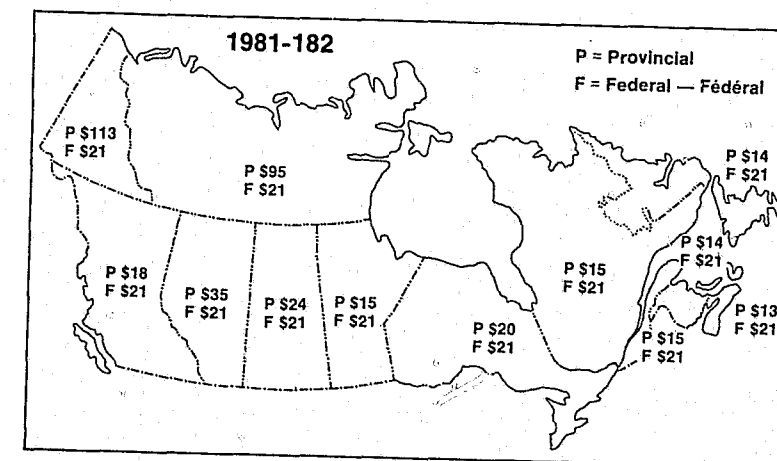 1981-182
P = Provincial
F = Federal — Fédéral
P $113
F $21
P $95
F $21
P $14
F $21
P $14
F $21
P $18
F $21
P $35
F $21
P $24
F $21
P $15
F $21
P $15
F $21
P $20
F $21
P $15
F $21
P $13
F $21